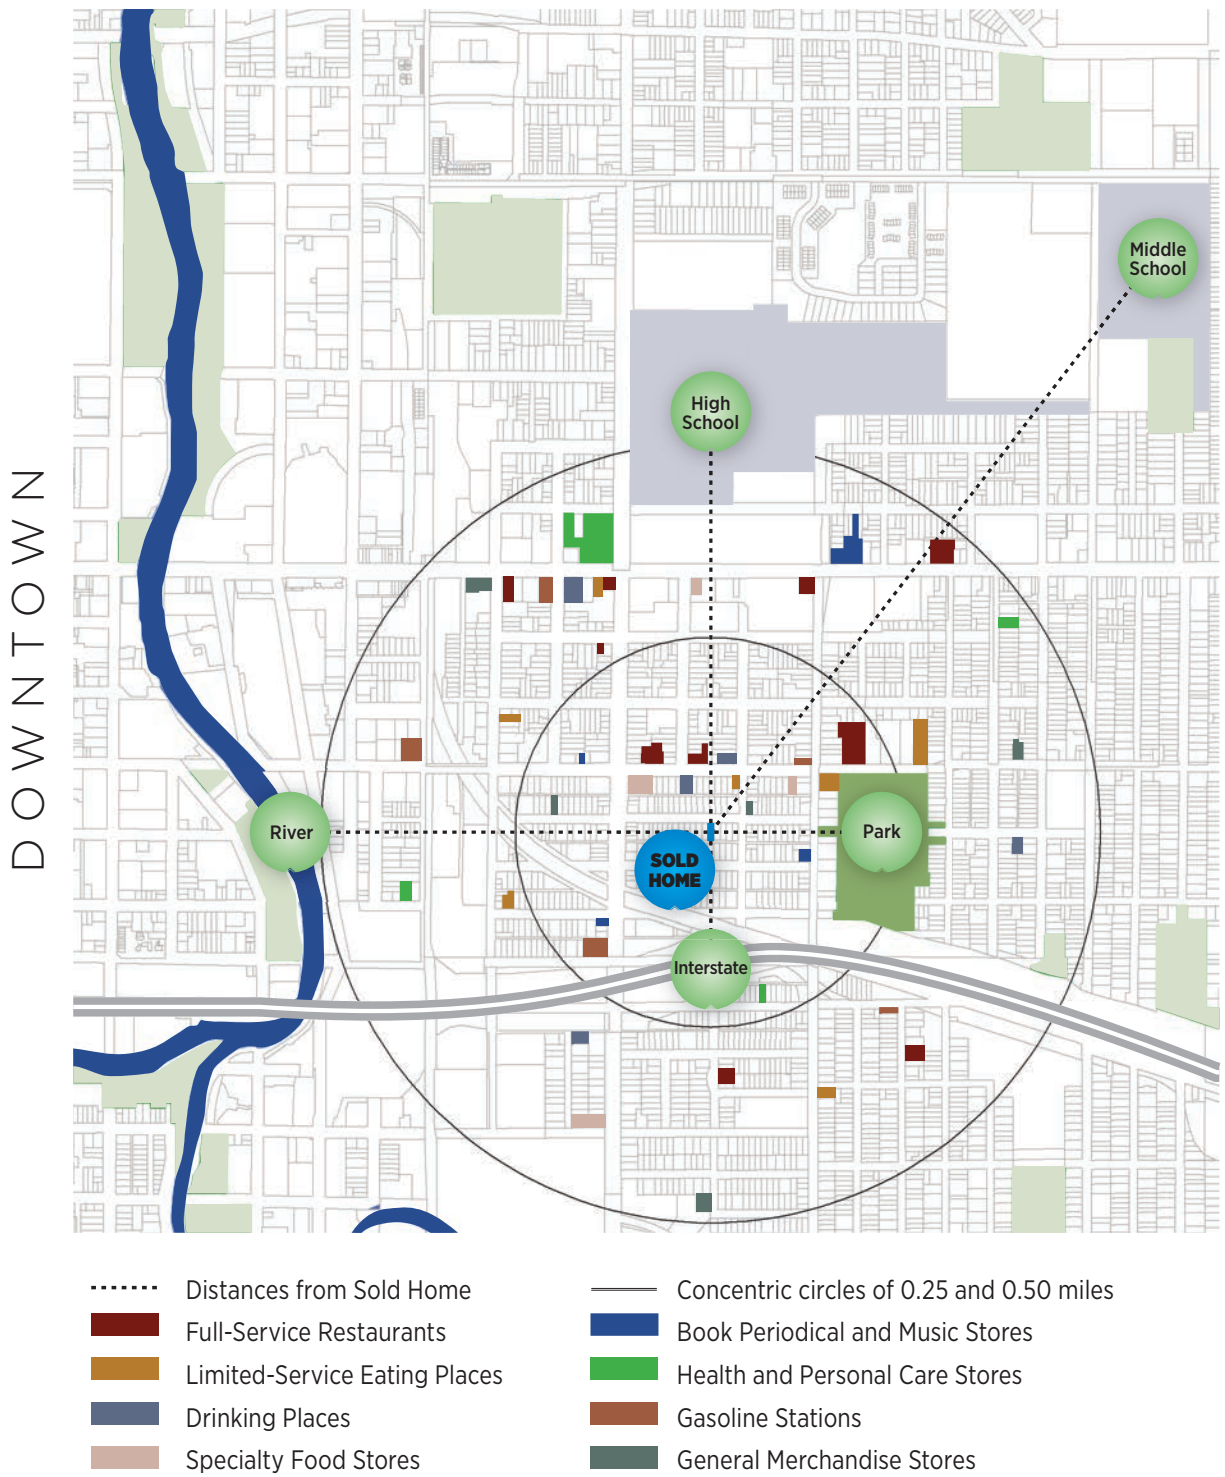 Middle
School
High
School
DOWNTOWN
River
Park
SOLD
HOME
Interstate
Distances from Sold Home
Concentric circles of 0.25 and 0.50 miles
Full-Service Restaurants
Book Periodical and Music Stores
Limited-Service Eating Places
Health and Personal Care Stores
Drinking Places
Gasoline Stations
Specialty Food Stores
General Merchandise Stores